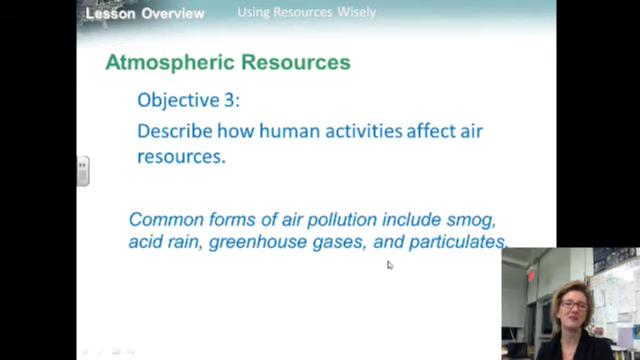 Lesson Overview
Using Resources Wisely
Atmospheric Resources
Objective 3:
Describe how human activities affect air
resources.
Common forms of air pollution include smog,
acid rain, greenhouse gases, and particulates.